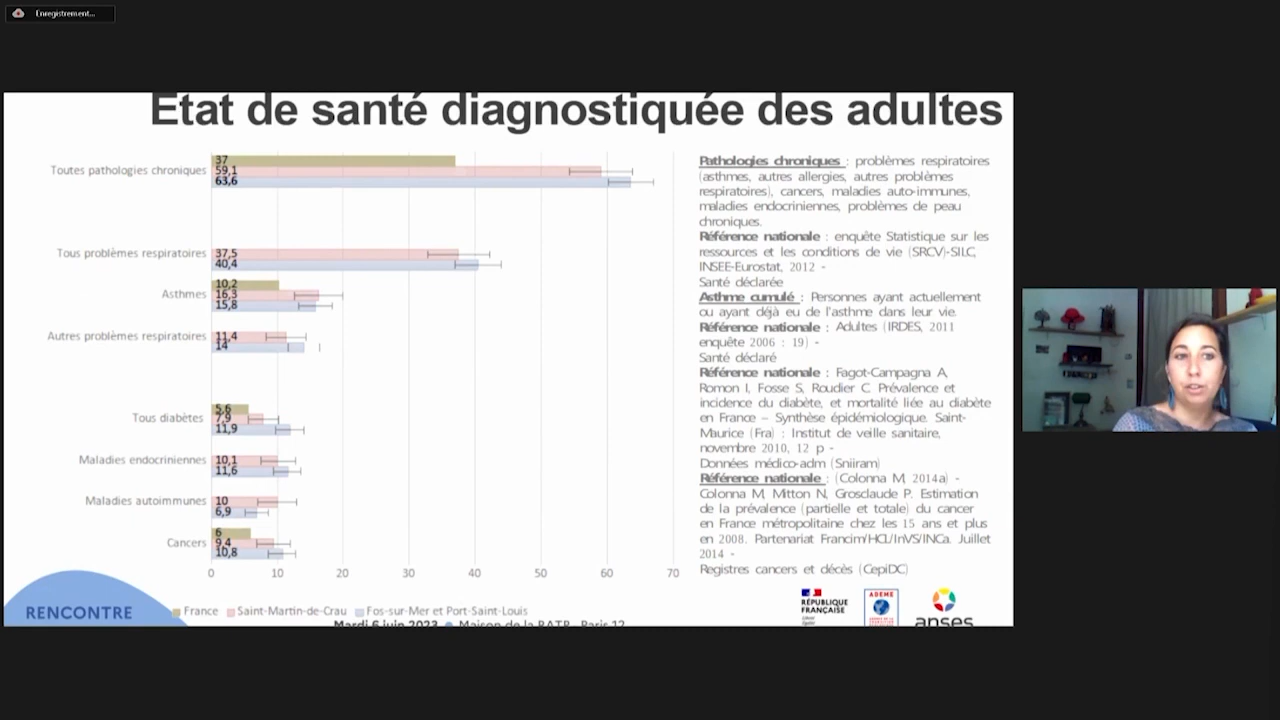 Enregistrement...
Etat de santé diagnostiquée des adultes
Toutes pathologies chroniques
37
59,1
63,6
Tous problèmes respiratoires
37,5
40,4
Asthmes
10,2
16,3
15,8
Autres problèmes respiratoires
11,4
14
Tous diabètes
5,6
7,9
11,9
Maladies endocriniennes
10,1
11,6
Maladies autoimmunes
10
6,9
Cancers
6
9,4
10,8
0 10 20 30 40 50 60 70
France Saint-Martin-de-Crau Fos-sur-Mer et Port-Saint-Louis
Pathologies chroniques : problèmes respiratoires
(asthmes, autres allergies, autres problèmes
respiratoires), cancers, maladies auto-immunes,
maladies endocriniennes, problèmes de peau
chroniques.
Référence nationale : enquête Statistique sur les
ressources et les conditions de vie (SRCV)-SILC,
INSEE-Eurostat, 2012 -
Santé déclarée
Asthme cumulé : Personnes ayant actuellement
ou ayant déjà eu de l'asthme dans leur vie.
Référence nationale : Adultes (IRDES, 2011
enquête 2006 : 19) -
Santé déclaré
Référence nationale : Fagot-Campagna A,
Romon I, Fosse S, Roudier C. Prévalence et
incidence du diabète, et mortalité liée au diabète
en France – Synthèse épidémiologique. Saint-
Maurice (Fra) : Institut de veille sanitaire,
novembre 2010, 12 p -
Données médico-adm (Sniiram)
Référence nationale : (Colonna M, 2014a) -
Colonna M, Mitton N, Grosclaude P. Estimation
de la prévalence (partielle et totale) du cancer
en France métropolitaine chez les 15 ans et plus
en 2008. Partenariat Francim/HCL/InVS/INCa. Juillet
2014 -
Registres cancers et décès (CepiDC)
RENCONTRE
Mardi 6 juin 2023 ● Maison de la RATP, Paris 12
RÉPUBLIQUE
FRANÇAISE
Liberté
Égalité
ADEME
anses